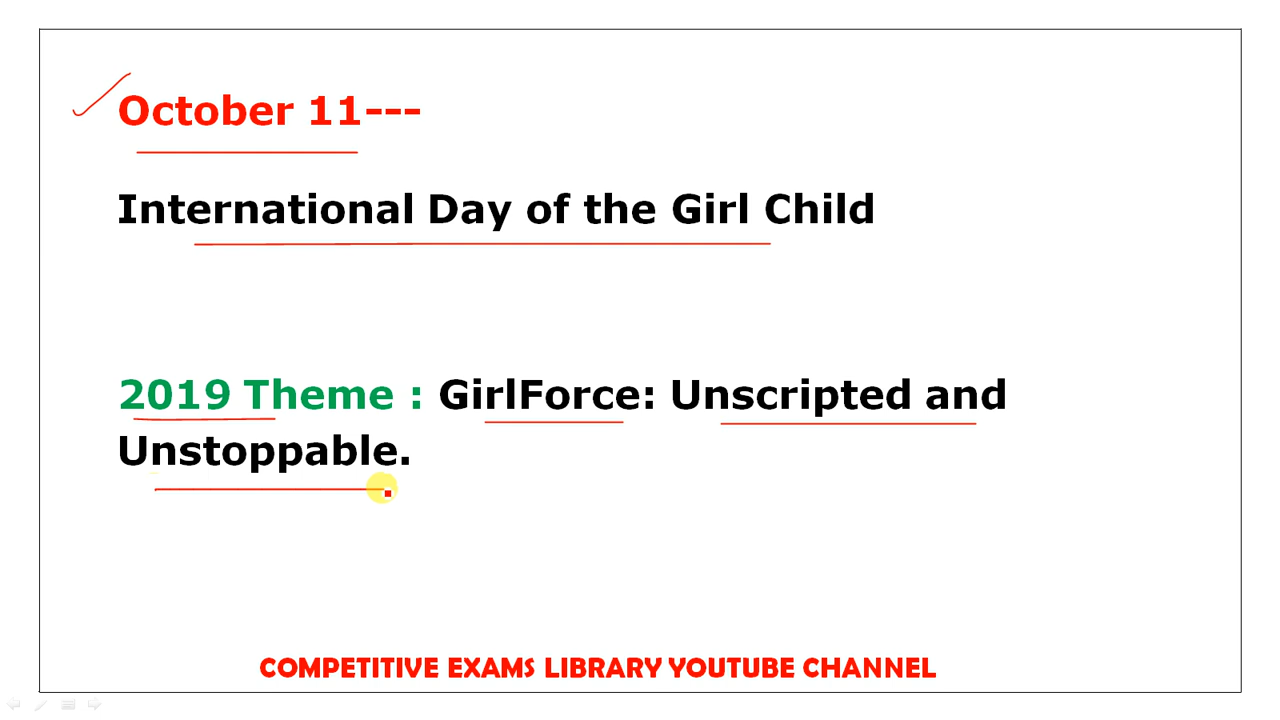 October 11---
International Day of the Girl Child
2019 Theme : GirlForce: Unscripted and
Unstoppable.
COMPETITIVE EXAMS LIBRARY YOUTUBE CHANNEL